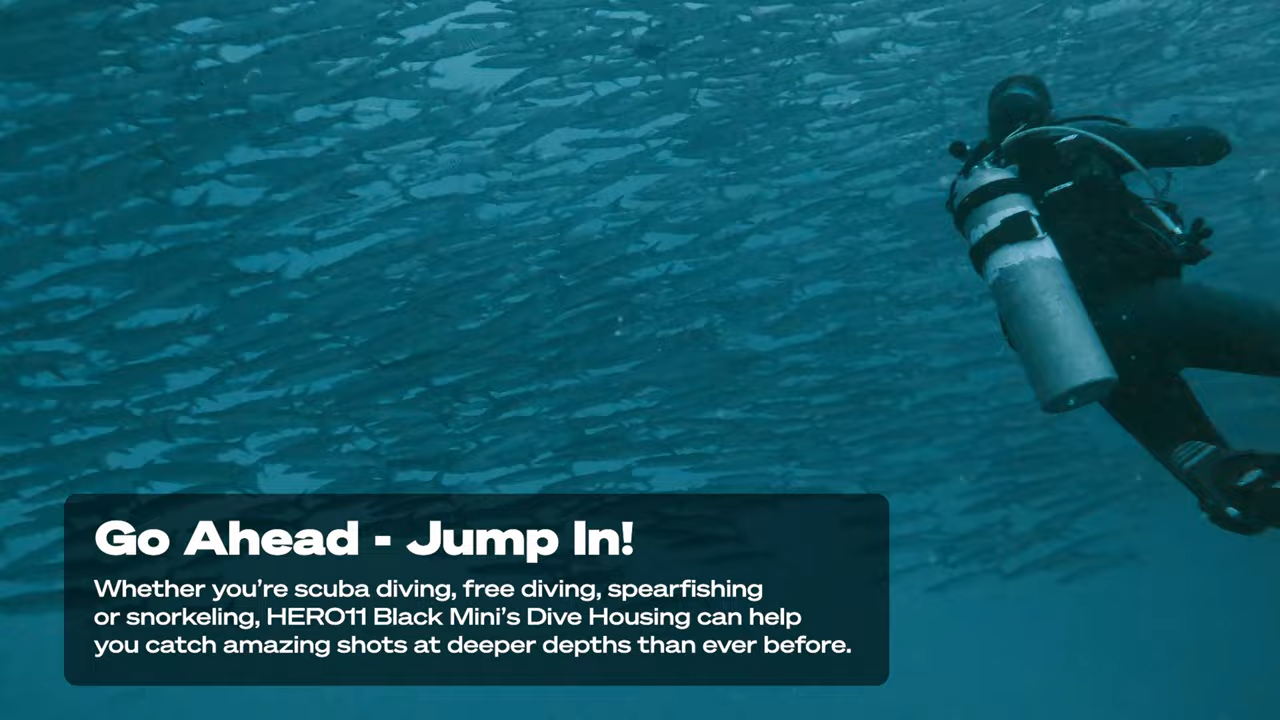 Go Ahead - Jump In!
Whether you're scuba diving, free diving, spearfishing
or snorkeling, HERO11 Black Mini's Dive Housing can help
you catch amazing shots at deeper depths than ever before.